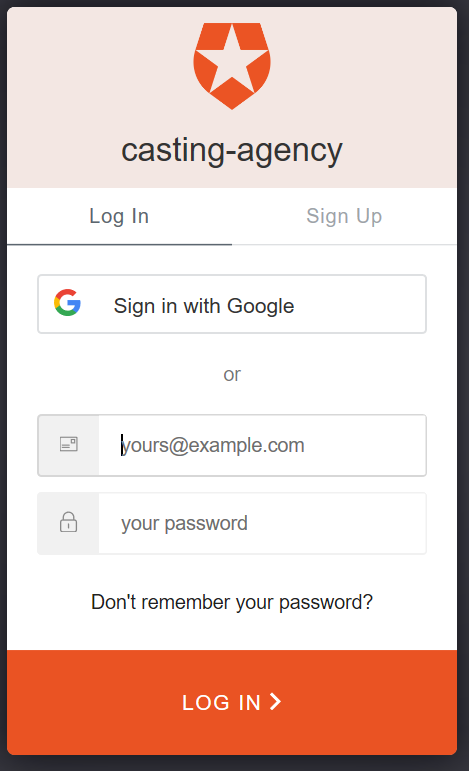 casting-agency
Log In
Sign Up
Sign in with Google
or
yours@example.com
your password
Don't remember your password?
LOG IN